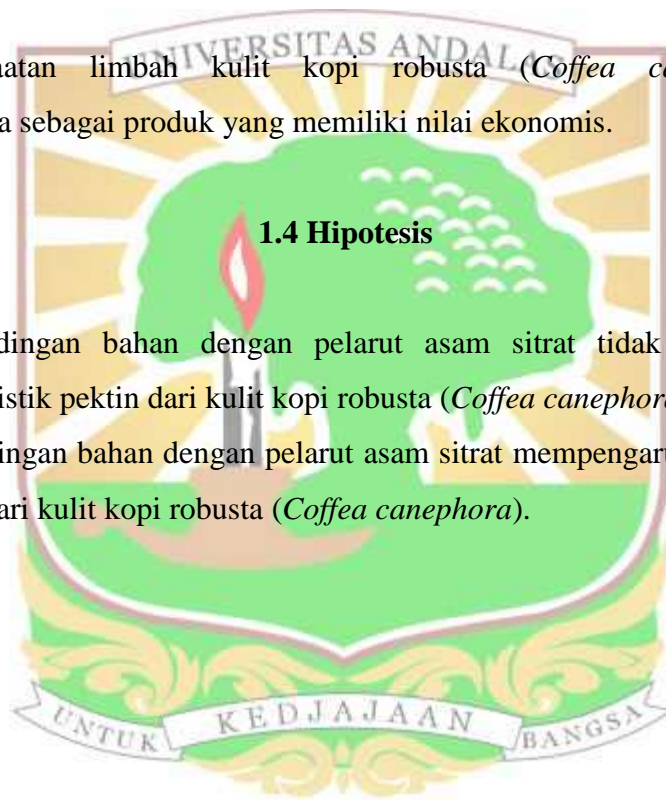 UNIVERSITAS ANDALAS
aatan limbah kulit kopi robusta (Coffea ca
a sebagai produk yang memiliki nilai ekonomis.
1.4 Hipotesis
dingan bahan dengan pelarut asam sitrat tidak
istik pektin dari kulit kopi robusta (Coffea canephora
ingan bahan dengan pelarut asam sitrat mempengaru
ari kulit kopi robusta (Coffea canephora).
UNTUK KEDJAJAAN BANGSA